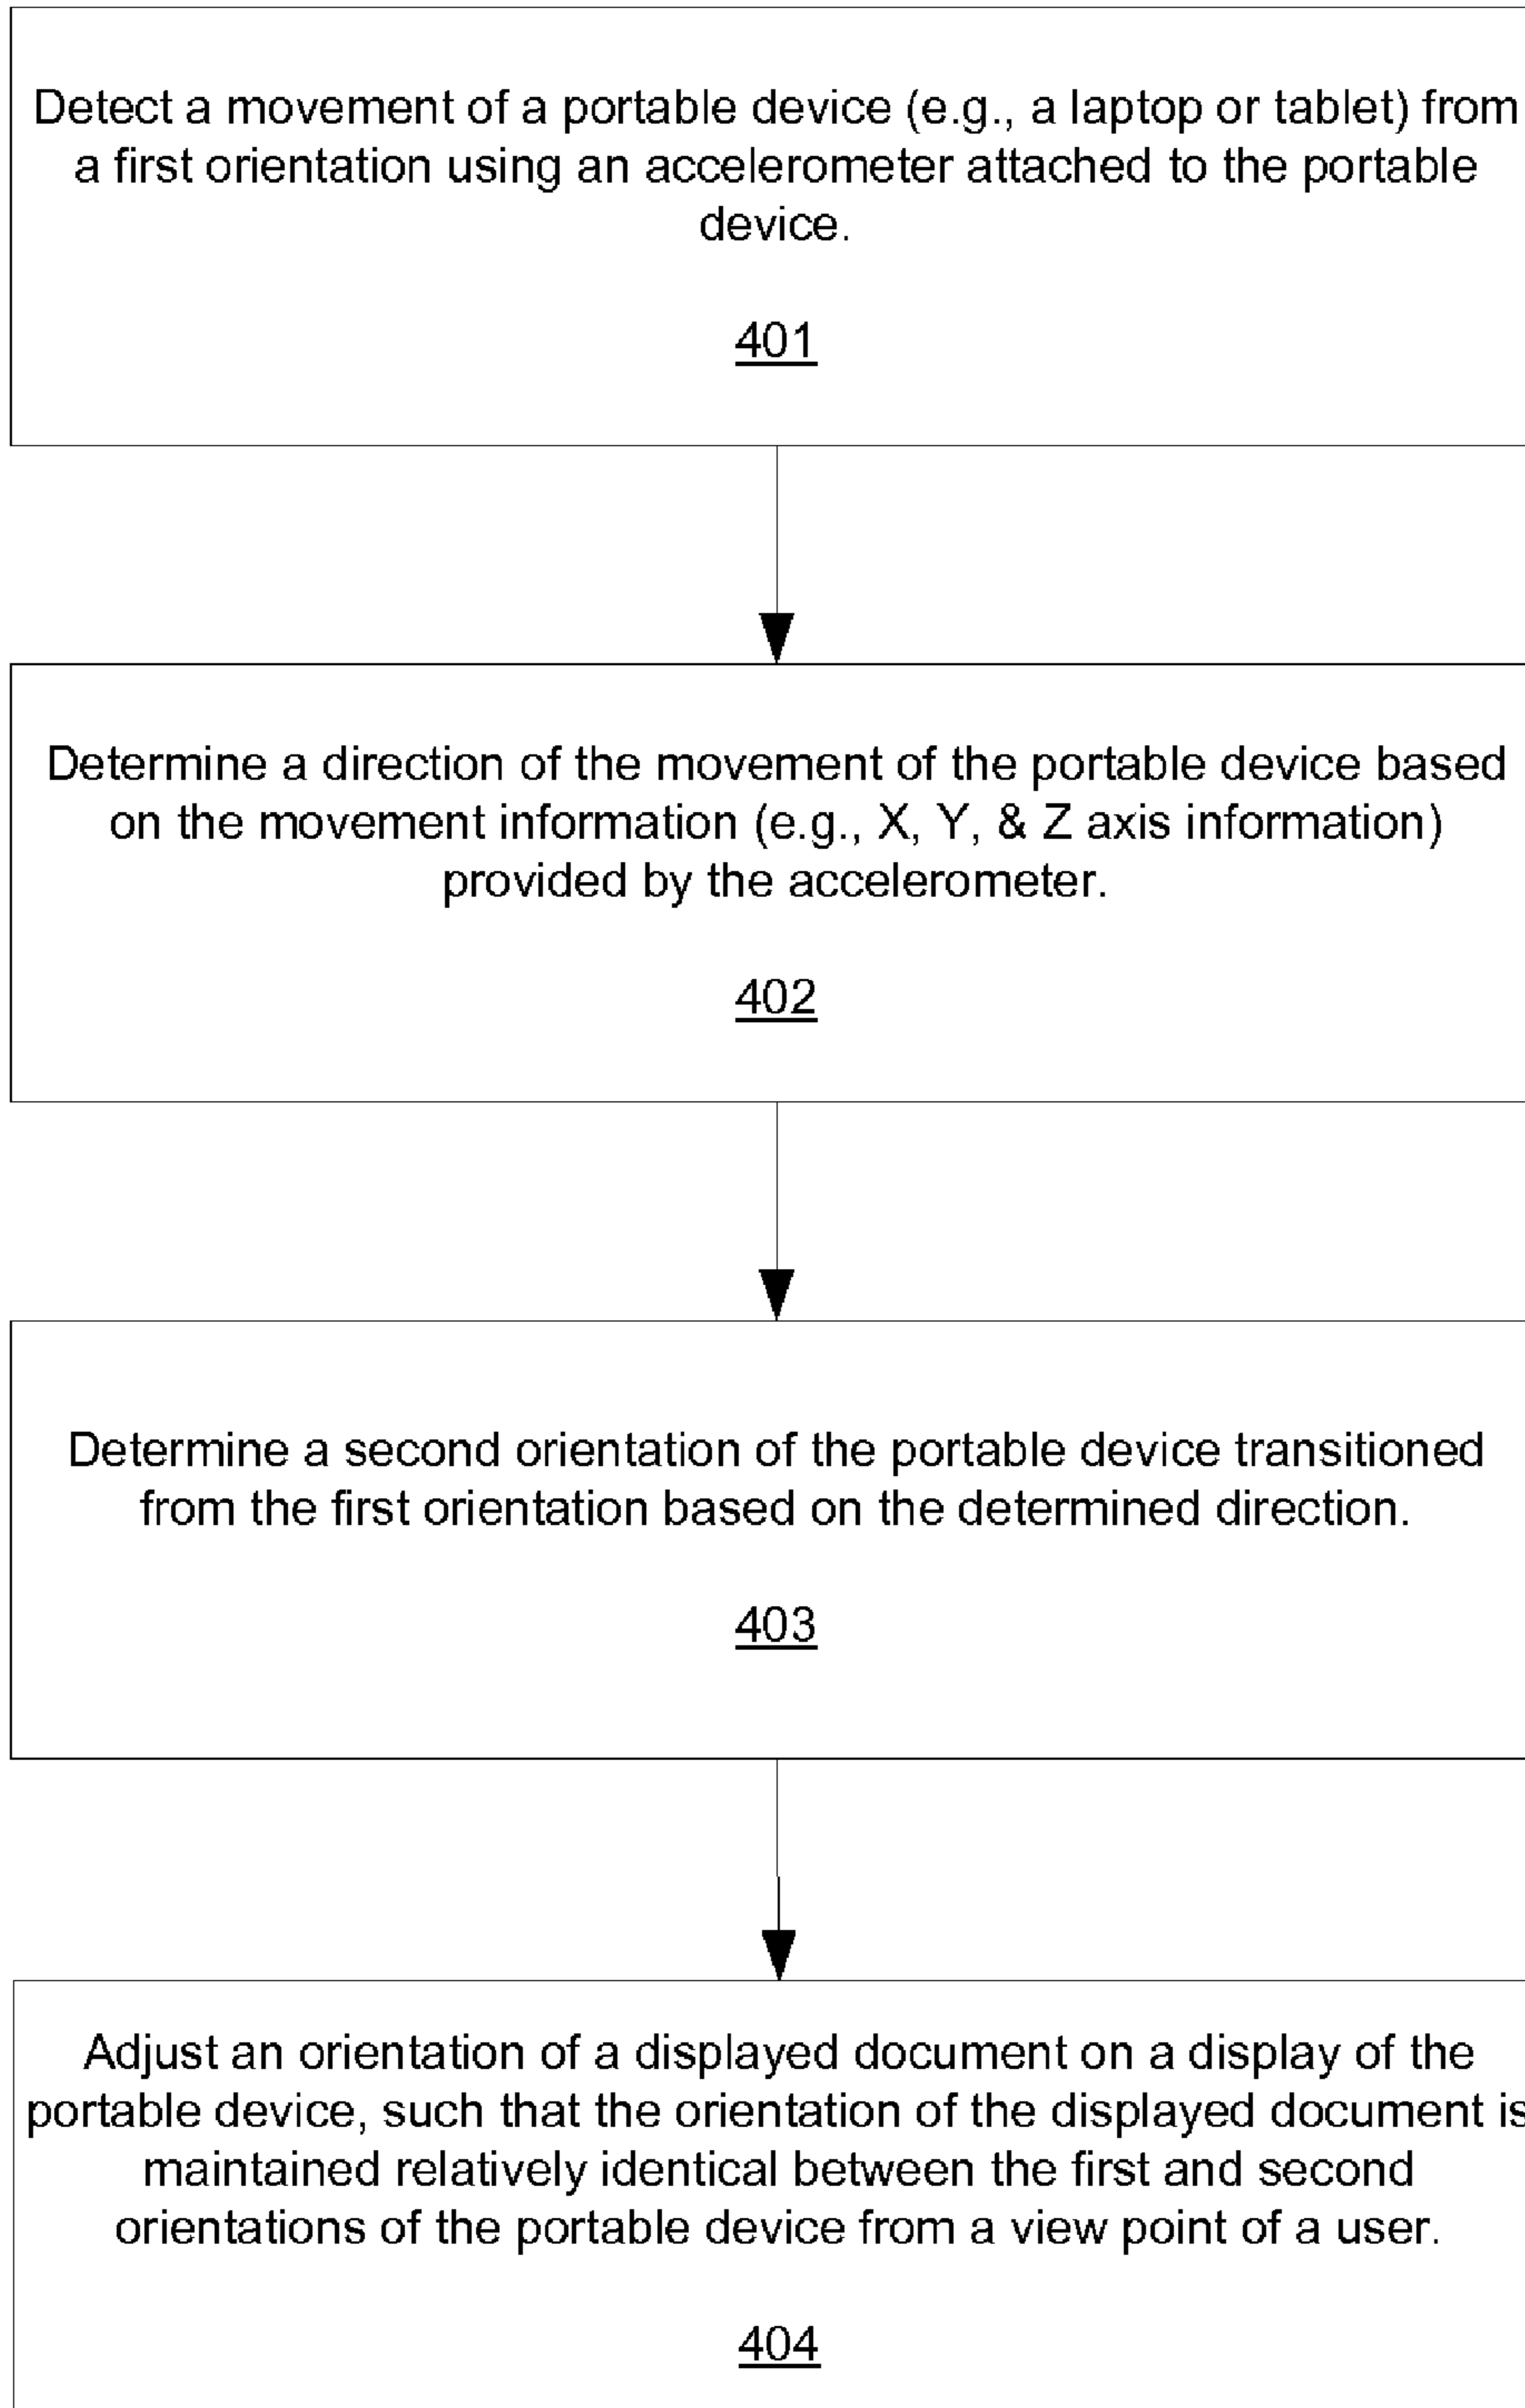 Detect a movement of a portable device (e.g., a laptop or tablet) from
a first orientation using an accelerometer attached to the portable
device.
401
Determine a direction of the movement of the portable device based
on the movement information (e.g., X, Y, & Z axis information)
provided by the accelerometer.
402
Determine a second orientation of the portable device transitioned
from the first orientation based on the determined direction.
403
Adjust an orientation of a displayed document on a display of the
portable device, such that the orientation of the displayed document is
maintained relatively identical between the first and second
orientations of the portable device from a view point of a user.
404